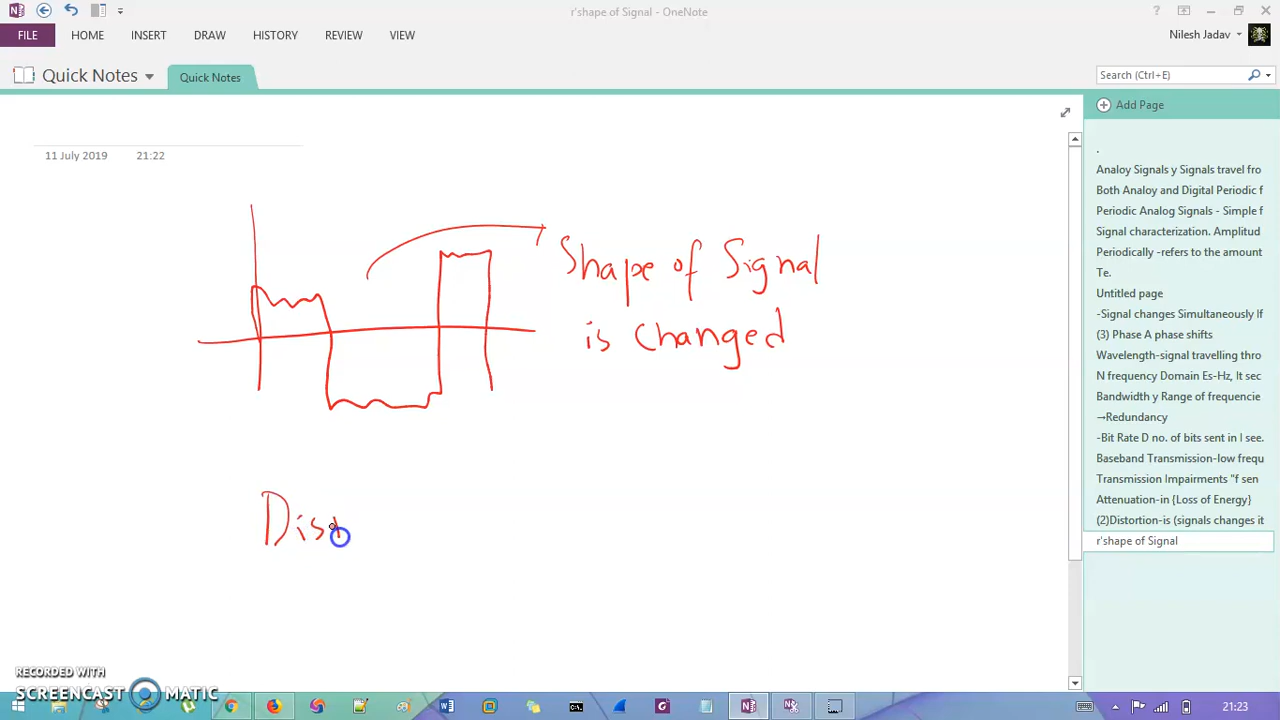 r'shape of Signal - OneNote
FILE HOME INSERT DRAW HISTORY REVIEW VIEW
Nilesh Jadav
Quick Notes
Quick Notes
Search (Ctrl+E)
Add Page
11 July 2019 21:22
Shape of Signal
is changed
Dis
.
Analoy Signals y Signals travel fro
Both Analoy and Digital Periodic f
Periodic Analog Signals - Simple f
Signal characterization. Amplitud
Periodically -refers to the amount
Te.
Untitled page
-Signal changes Simultaneously If
(3) Phase A phase shifts
Wavelength-signal travelling thro
N frequency Domain Es-Hz, It sec
Bandwidth y Range of frequencie
→Redundancy
-Bit Rate D no. of bits sent in I see.
Baseband Transmission-low frequ
Transmission Impairments "f sen
Attenuation-in {Loss of Energy}
(2)Distortion-is (signals changes it
r'shape of Signal
RECORDED WITH
SCREENCAST MATIC
21:23